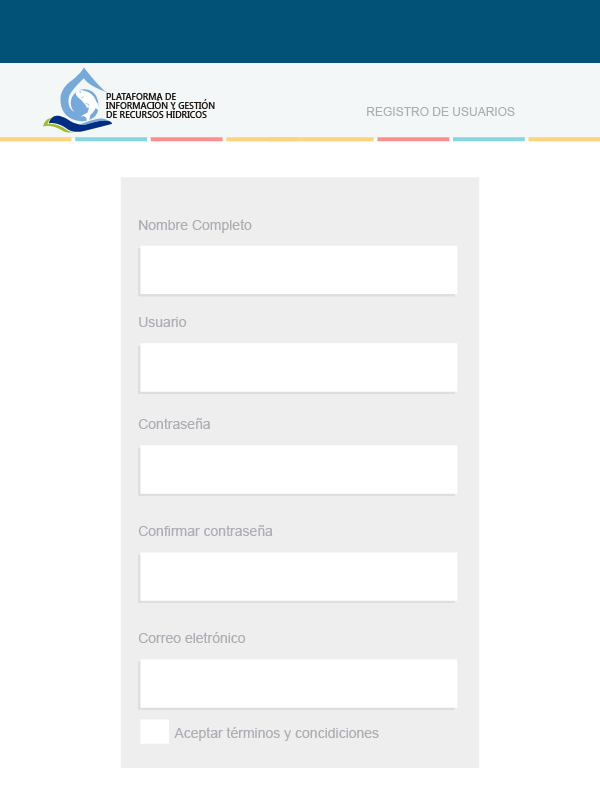 PLATAFORMA DE
INFORMACIÓN Y GESTIÓN
DE RECURSOS HIDRICOS
REGISTRO DE USUARIOS
Nombre Completo
Usuario
Contraseña
Confirmar contraseña
Correo eletrónico
Aceptar términos y concidiciones